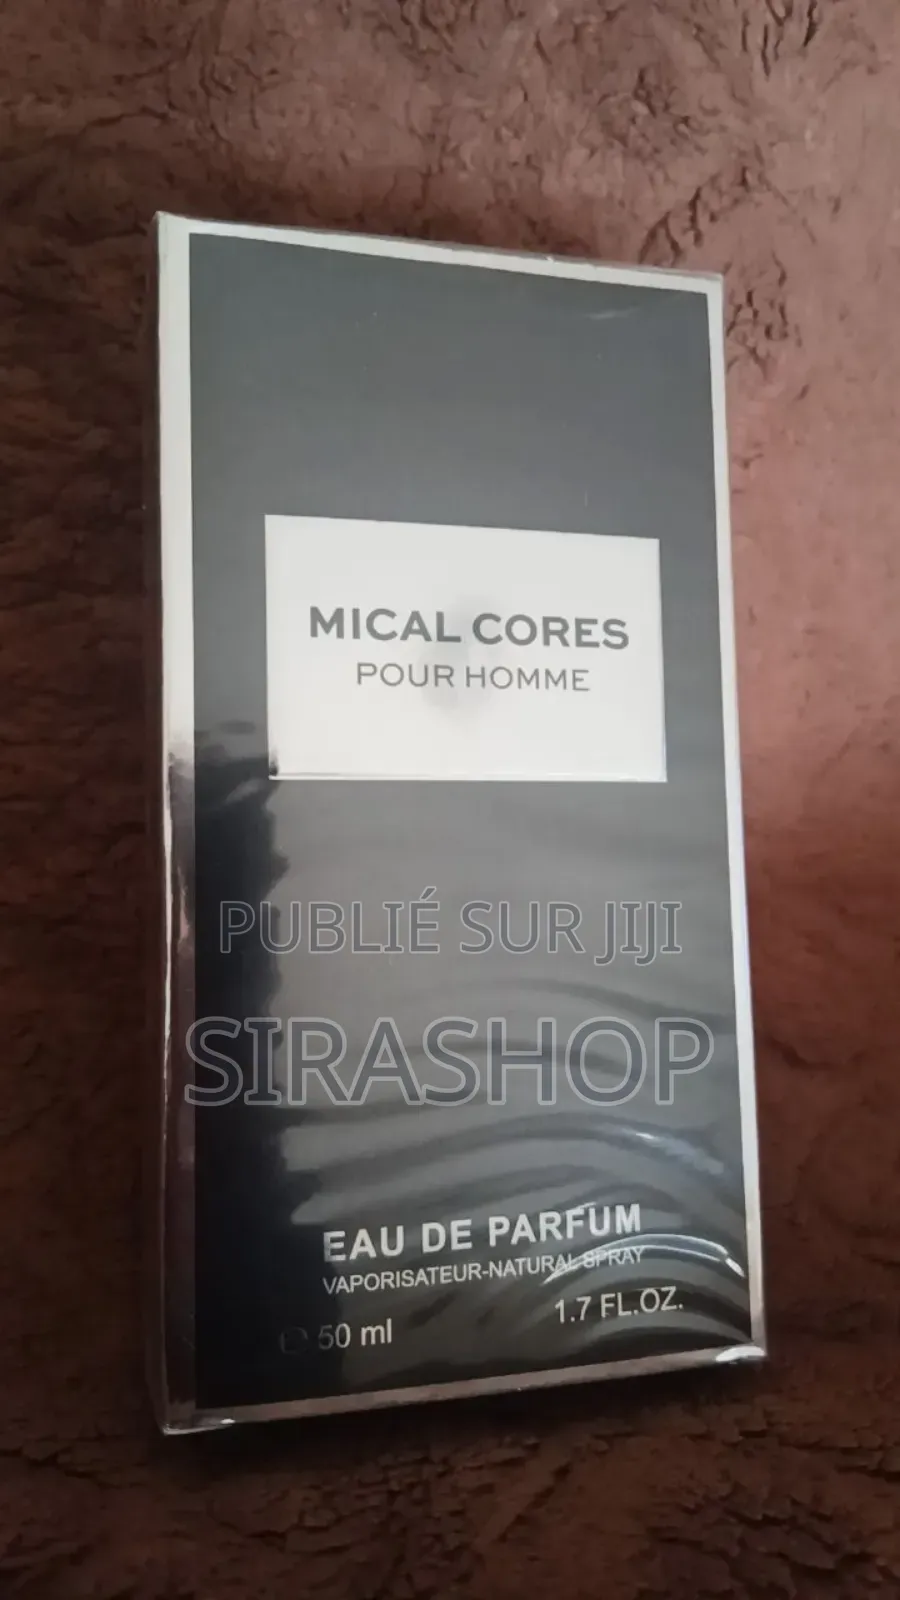 MICAL CORES
POUR HOMME
PUBLIÉ SUR JIJI
SIRASHOP
EAU DE PARFUM
VAPORISATEUR-NATURAL SPRAY
1.7 FL.OZ.
℮ 50 ml